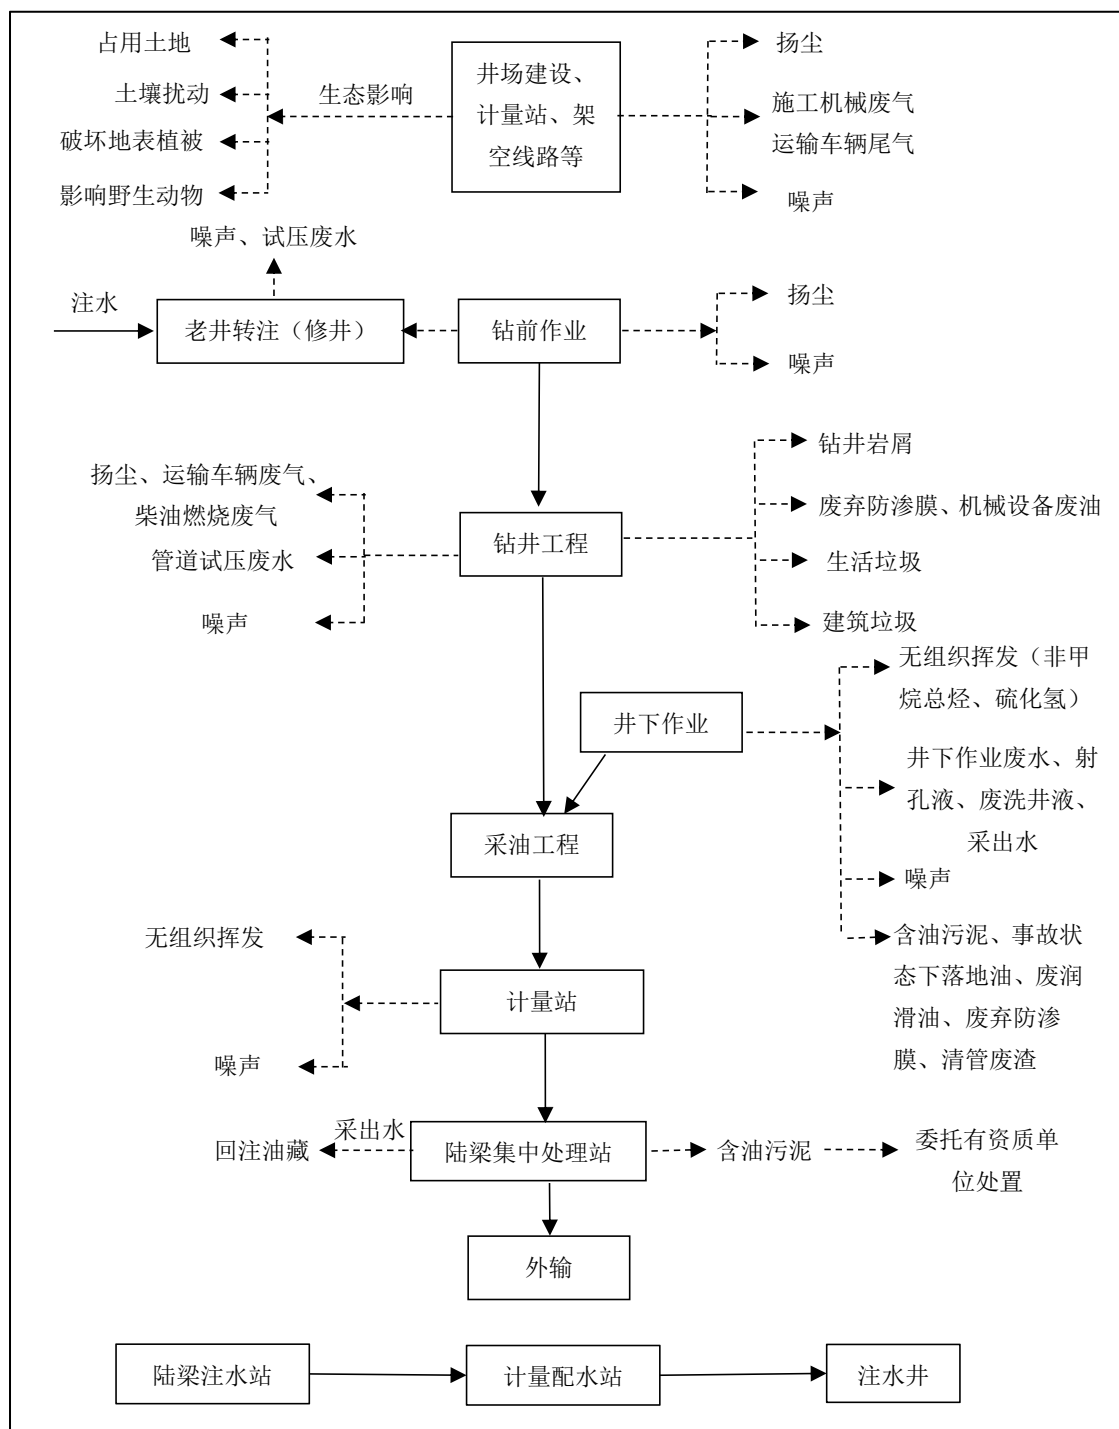 占用土地
土壤扰动
破坏地表植被
影响野生动物
生态影响
井场建设、
计量站、架
空线路等
扬尘
施工机械废气
运输车辆尾气
噪声
噪声、试压废水
注水
老井转注（修井）
钻前作业
扬尘
噪声
扬尘、运输车辆废气、
柴油燃烧废气
管道试压废水
噪声
钻井工程
钻井岩屑
废弃防渗膜、机械设备废油
生活垃圾
建筑垃圾
井下作业
无组织挥发（非甲
烷总烃、硫化氢）
井下作业废水、射
孔液、废洗井液、
采出水
噪声
含油污泥、事故状
态下落地油、废润
滑油、废弃防渗
膜、清管废渣
采油工程
无组织挥发
噪声
计量站
回注油藏
采出水
陆梁集中处理站
含油污泥
委托有资质单
位处置
外输
陆梁注水站
计量配水站
注水井